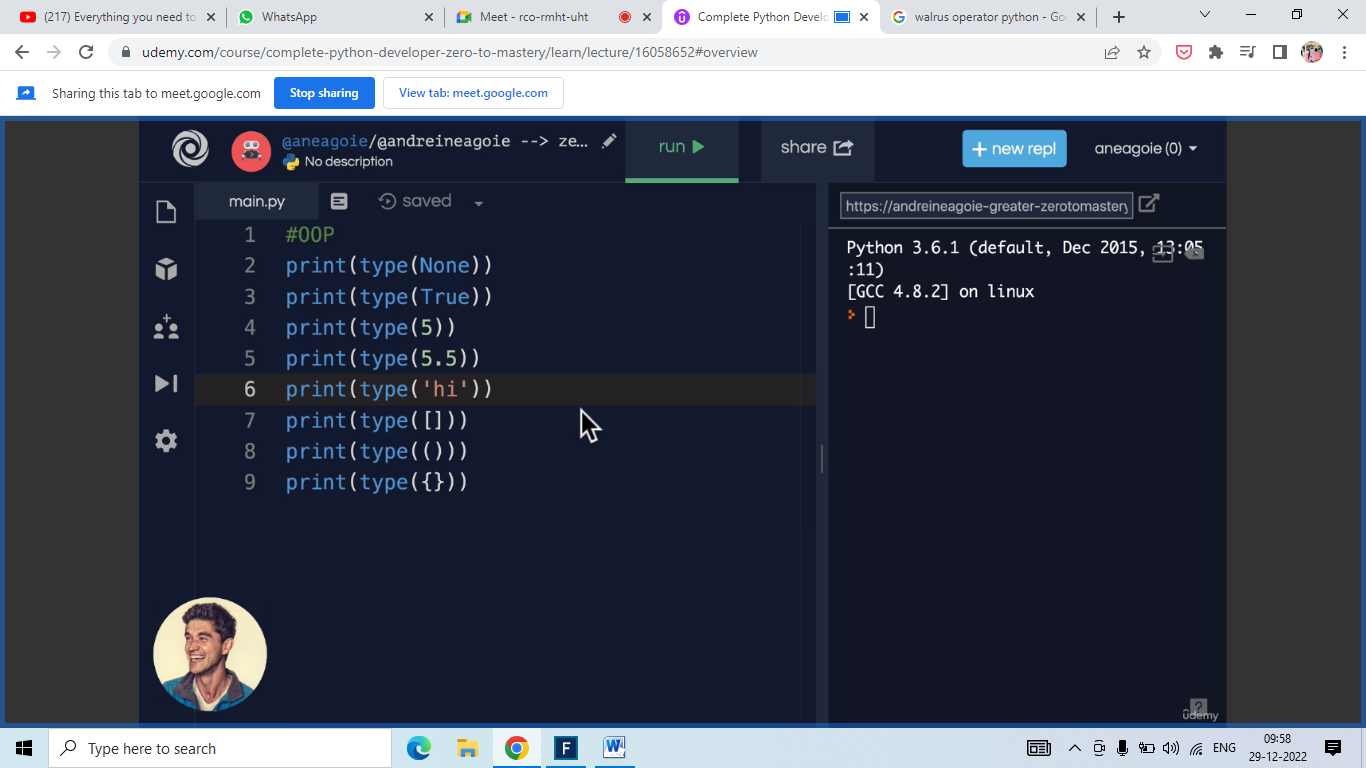 (217) Everything you need to
WhatsApp
Meet - rco-rmht-uht
Complete Python Develo
walrus operator python - Go
udemy.com/course/complete-python-developer-zero-to-mastery/learn/lecture/16058652#overview
Sharing this tab to meet.google.com
Stop sharing
View tab: meet.google.com
@aneagoie/@andreineagoie --> ze...
No description
run
share
+ new repl
aneagoie (0)
main.py
saved
https://andreineagoie-greater-zerotomastery
1 #OOP
2 print(type(None))
3 print(type(True))
4 print(type(5))
5 print(type(5.5))
6 print(type('hi'))
7 print(type([]))
8 print(type(()))
9 print(type({}))
Python 3.6.1 (default, Dec 2015, 13:05
:11)
[GCC 4.8.2] on linux
?
udemy
Type here to search
F
W
ENG
09:58
29-12-2022